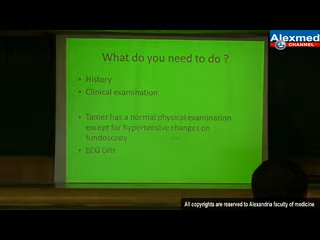 Alexmed
CHANNEL
What do you need to do ?
• History
• Clinical examination
• Tamer has a normal physical examination
except for hypertensive changes on
fundoscopy
• ECG LVH
All copyrights are reserved to Alexandria faculty of medicine